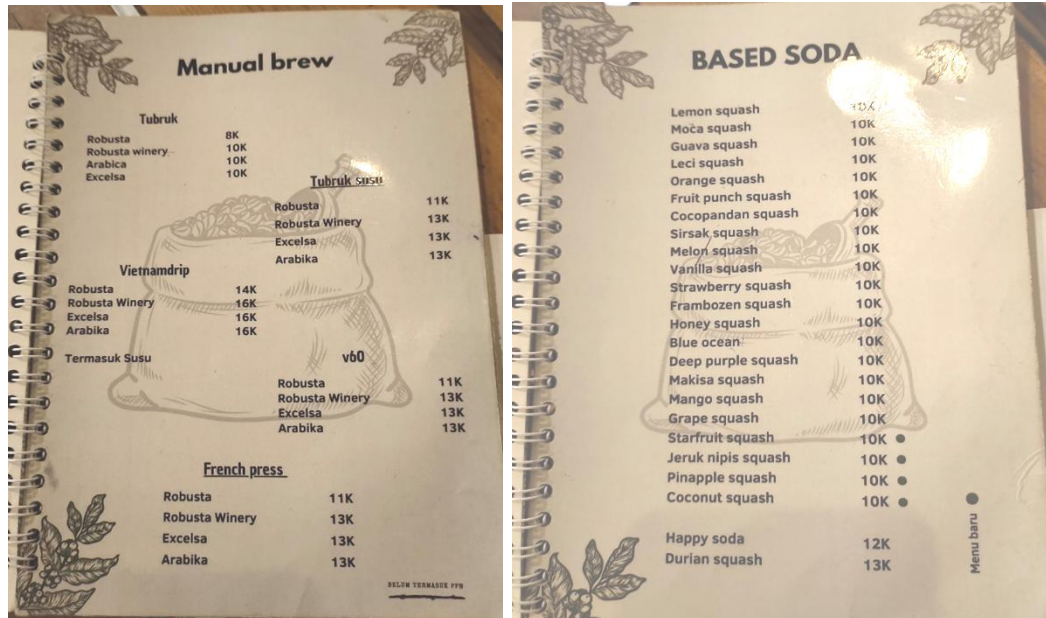 Manual brew
Tubruk
Robusta 8K
Robusta winery 10K
Arabica 10K
Excelsa 10K
Tubruk susu
Robusta 11K
Robusta Winery 13K
Excelsa 13K
Arabika 13K
Vietnamdrip
Robusta 14K
Robusta Winery 16K
Excelsa 16K
Arabika 16K
Termasuk Susu
v60
Robusta 11K
Robusta Winery 13K
Excelsa 13K
Arabika 13K
French press
Robusta 11K
Robusta Winery 13K
Excelsa 13K
Arabika 13K
BELUM TERMASUK PPN
BASED SODA
Lemon squash 10K
Moca squash 10K
Guava squash 10K
Leci squash 10K
Orange squash 10K
Fruit punch squash 10K
Cocopandan squash 10K
Sirsak squash 10K
Melon squash 10K
Vanilla squash 10K
Strawberry squash 10K
Frambozen squash 10K
Honey squash 10K
Blue ocean 10K
Deep purple squash 10K
Makisa squash 10K
Mango squash 10K
Grape squash 10K
Starfruit squash 10K
Jeruk nipis squash 10K
Pinapple squash 10K
Coconut squash 10K
Happy soda 12K
Durian squash 13K
Menu baru